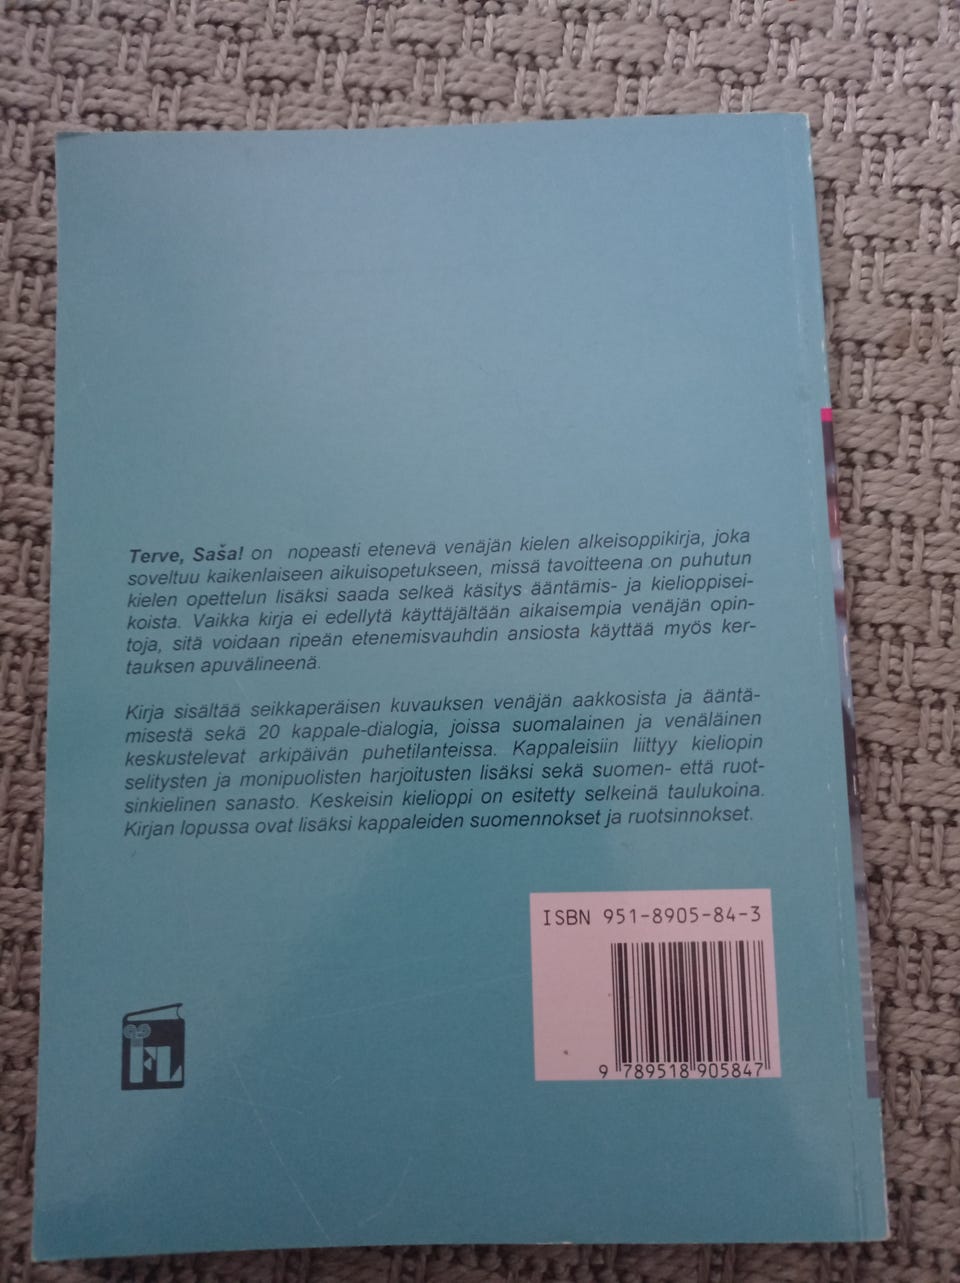 Terve, Saša! on nopeasti etenevä venäjän kielen alkeisoppikirja, joka
soveltuu kaikenlaiseen aikuisopetukseen, missä tavoitteena on puhutun
kielen opettelun lisäksi saada selkeä käsitys ääntämis- ja kielioppisei-
koista. Vaikka kirja ei edellytä käyttäjältään aikaisempia venäjän opin-
toja, sitä voidaan ripeän etenemisvauhdin ansiosta käyttää myös ker-
tauksen apuvälineenä.
Kirja sisältää seikkaperäisen kuvauksen venäjän aakkosista ja ääntä-
misestä sekä 20 kappale-dialogia, joissa suomalainen ja venäläinen
keskustelevat arkipäivän puhetilanteissa. Kappaleisiin liittyy kieliopin
selitysten ja monipuolisten harjoitusten lisäksi sekä suomen- että ruot-
sinkielinen sanasto. Keskeisin kielioppi on esitetty selkeinä taulukoina.
Kirjan lopussa ovat lisäksi kappaleiden suomennokset ja ruotsinnokset.
ISBN 951-8905-84-3
9 789518 905847
FL